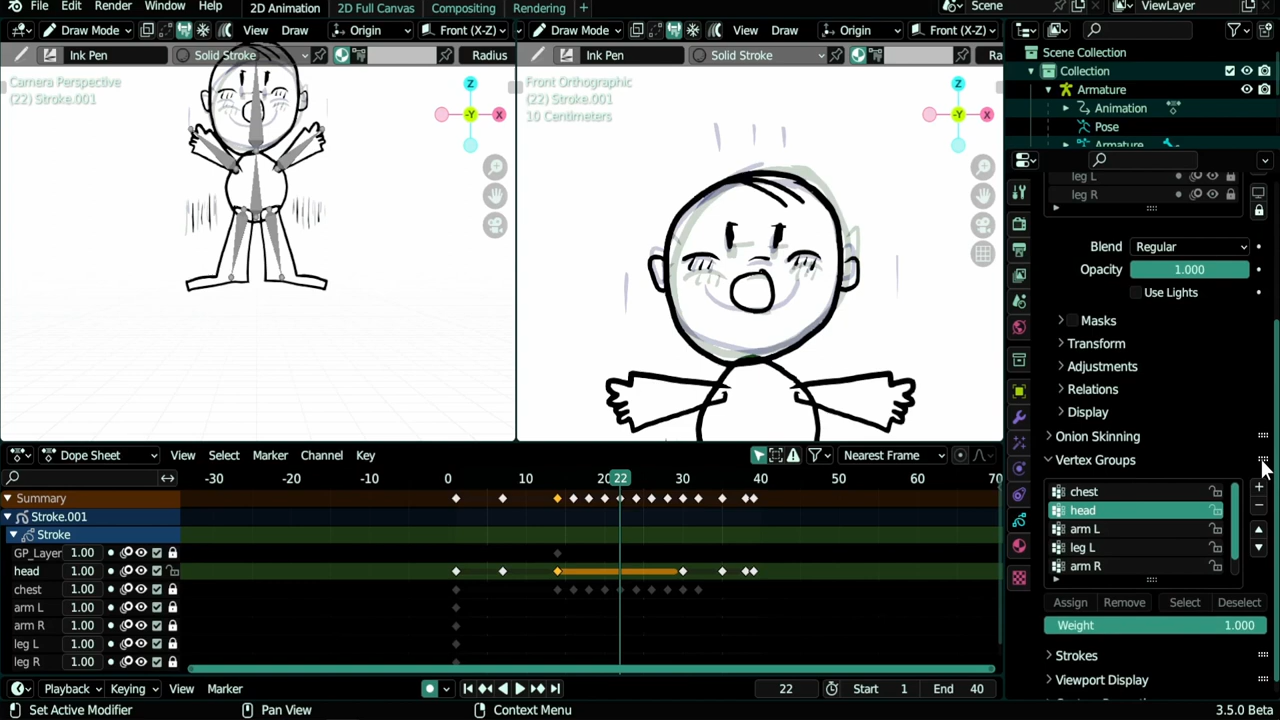 File Edit Render Window Help 2D Animation 2D Full Canvas Compositing Rendering + Scene ViewLayer
Draw Mode View Draw Origin Front (X-Z) Draw Mode View Draw Origin Front (X-Z)
Ink Pen Solid Stroke Radius Ink Pen Solid Stroke Ra
Scene Collection
Collection
Armature
Animation
Pose
Armature
Camera Perspective
(22) Stroke.001
Z
-Y
X
Front Orthographic
(22) Stroke.001
10 Centimeters
Z
-Y
X
leg L
leg R
Blend Regular
Opacity 1.000
Use Lights
Masks
Transform
Adjustments
Relations
Display
Onion Skinning
Vertex Groups
chest
head
arm L
leg L
arm R
Assign Remove Select Deselect
Weight 1.000
Strokes
Viewport Display
Dope Sheet View Select Marker Channel Key Nearest Frame
-30 -20 -10 0 10 20 22 30 40 50 60 70
Summary
Stroke.001
Stroke
GP_Layer 1.00
head 1.00
chest 1.00
arm L 1.00
arm R 1.00
leg L 1.00
leg R 1.00
Playback Keying View Marker 22 Start 1 End 40
Set Active Modifier Pan View Context Menu 3.5.0 Beta